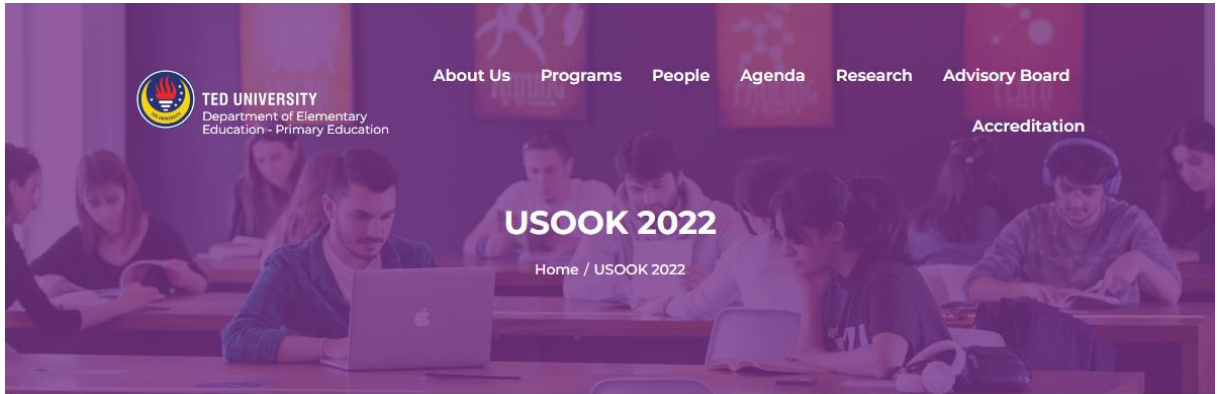 About Us Programs People Agenda Research Advisory Board
TED UNIVERSITY
Department of Elementary
Education - Primary Education
Accreditation
USOOK 2022
Home / USOOK 2022